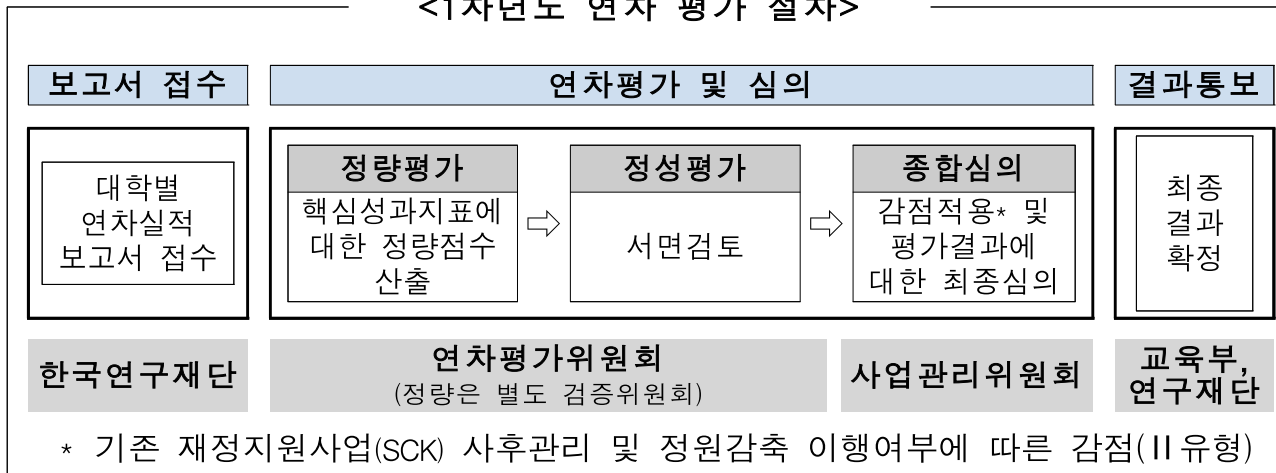 <1차년도 연차 평가 절차>
보고서 접수
연차평가 및 심의
결과통보
대학별
연차실적
보고서 접수
정량평가
핵심성과지표에
대한 정량점수
산출
⇨
정성평가
서면검토
⇨
종합심의
감점적용* 및
평가결과에
대한 최종심의
최종
결과
확정
한국연구재단
연차평가위원회
(정량은 별도 검증위원회)
사업관리위원회
교육부,
연구재단
* 기존 재정지원사업(SCK) 사후관리 및 정원감축 이행여부에 따른 감점(Ⅱ유형)